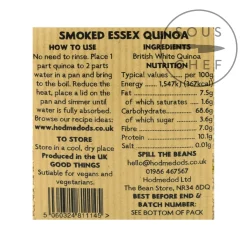 SOUS
CHEF
SMOKED ESSEX QUINOA
HOW TO USE
No need to rinse. Place 1
part quinoa to 2 parts
water in a pan and bring
to the boil. Reduce the
heat, place a lid on the
pan and simmer until
water is fully absorbed.
Browse our recipe ideas:
www.hodmedods.co.uk
TO STORE
Store in a cool, dry place
Produced in the UK
GOOD THINGS
Sutiable for vegans and
vegetarians.
5 060324 811145 >
INGREDIENTS
British White Quinoa
NUTRITION
Typical values per 100g
Energy 1,547kJ (367kcal)
Fat 7.5g
of which saturates 1.6g
Carbohydrate 68.6g
of which sugar 3.6g
Fibre 7.0g
Protein 10.1g
Salt 0.01g
SPILL THE BEANS
hello@hodmedods.co.uk
01986 467567
Hodmedod Ltd
The Bean Store, NR34 8DQ
BEST BEFORE END &
BATCH NUMBER:
SEE BOTTOM OF PACK